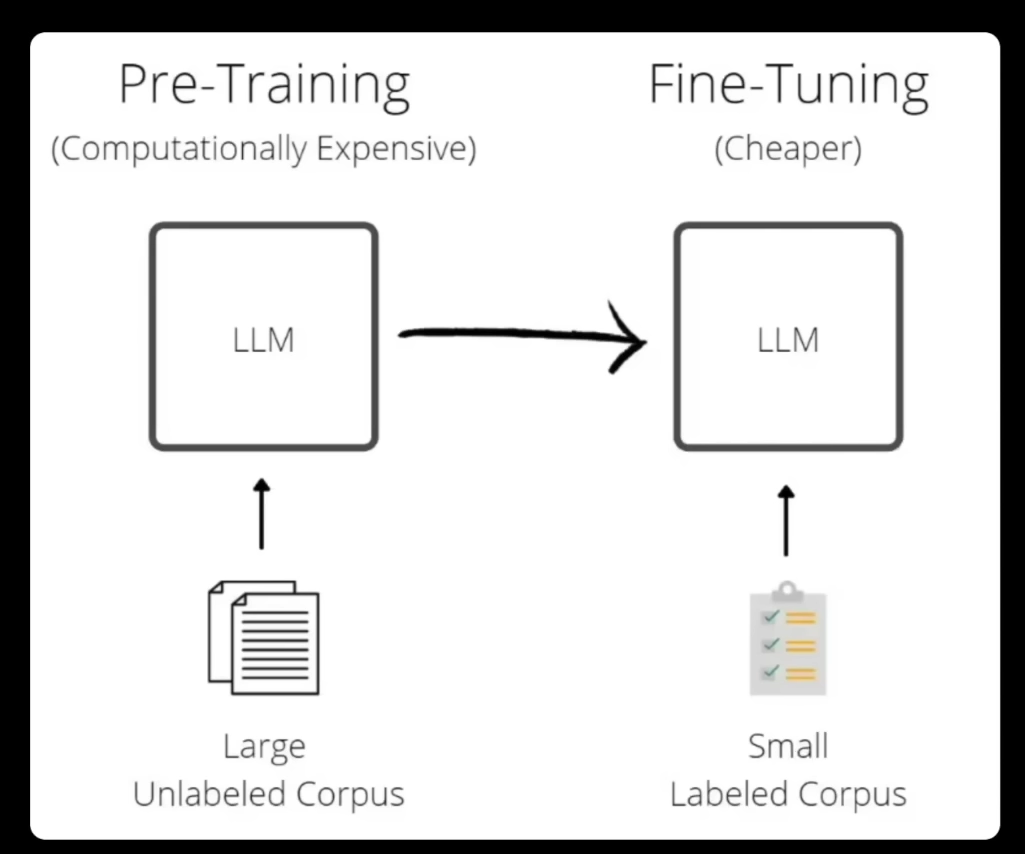 Pre-Training
(Computationally Expensive)
LLM
Large
Unlabeled Corpus
Fine-Tuning
(Cheaper)
LLM
Small
Labeled Corpus